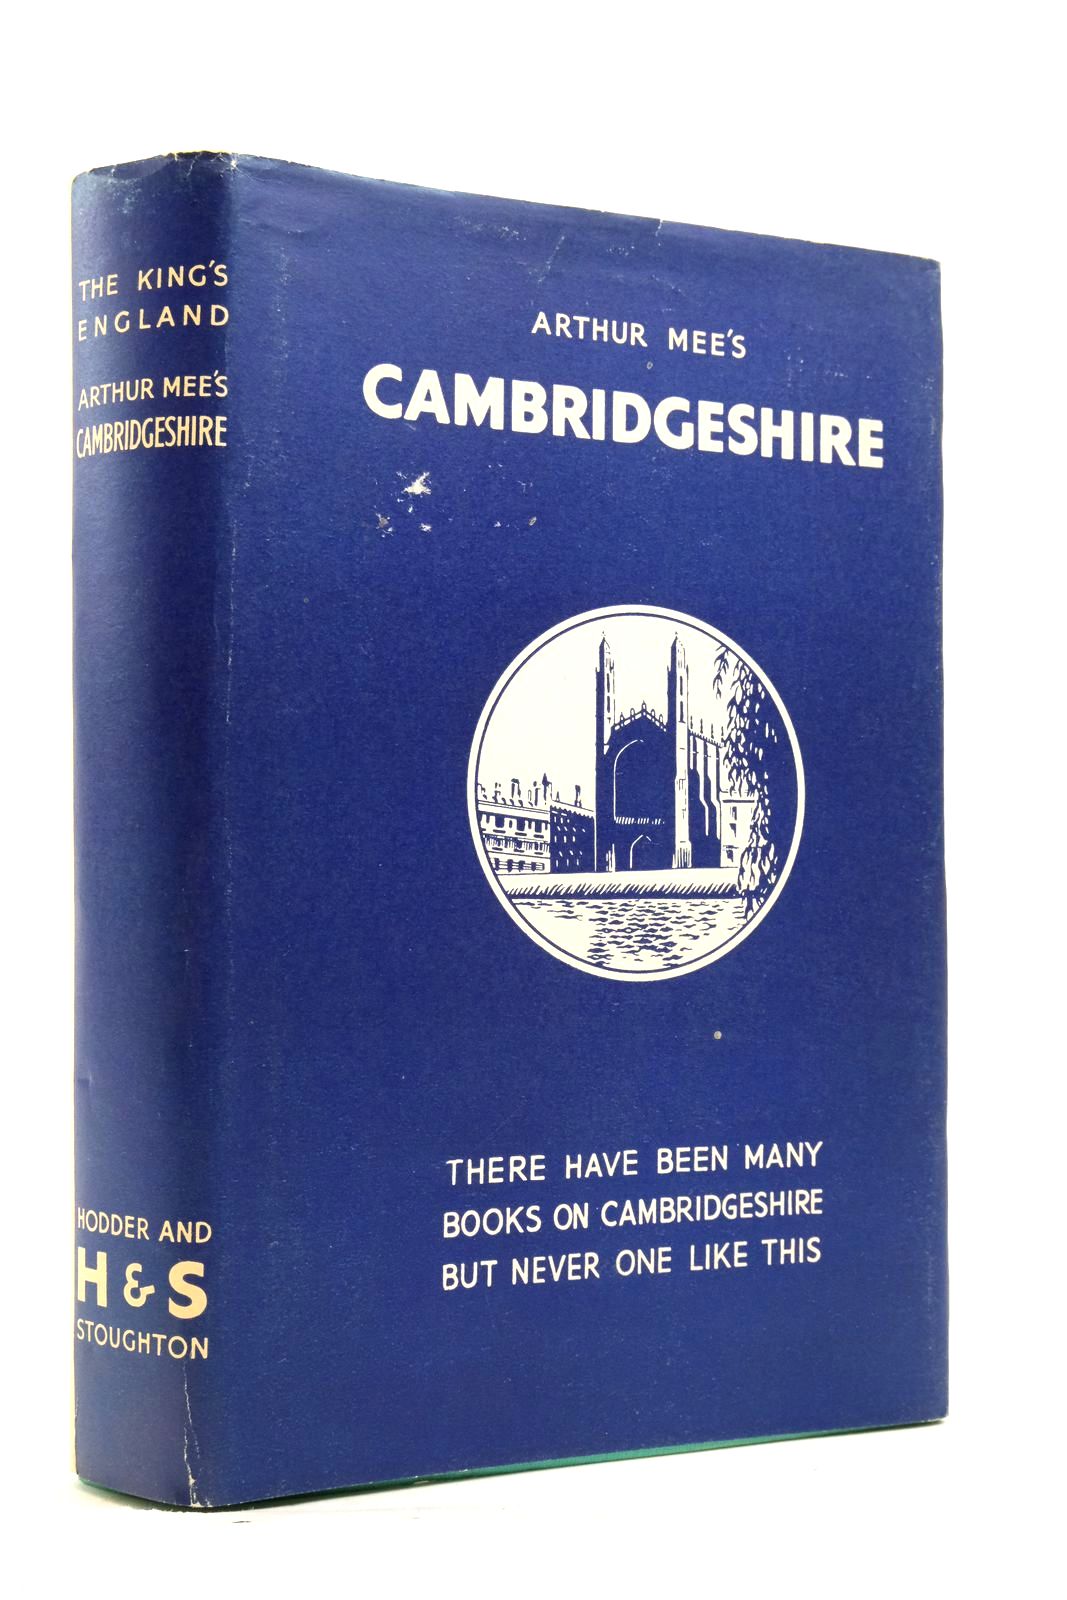 THE KING'S
ENGLAND
ARTHUR MEE'S
CAMBRIDGESHIRE
HODDER AND
H & S
STOUGHTON
ARTHUR MEE'S
CAMBRIDGESHIRE
THERE HAVE BEEN MANY
BOOKS ON CAMBRIDGESHIRE
BUT NEVER ONE LIKE THIS